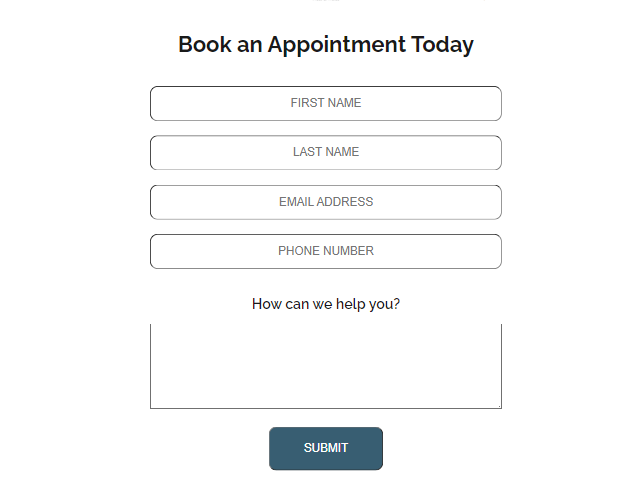 Book an Appointment Today
FIRST NAME
LAST NAME
EMAIL ADDRESS
PHONE NUMBER
How can we help you?
SUBMIT